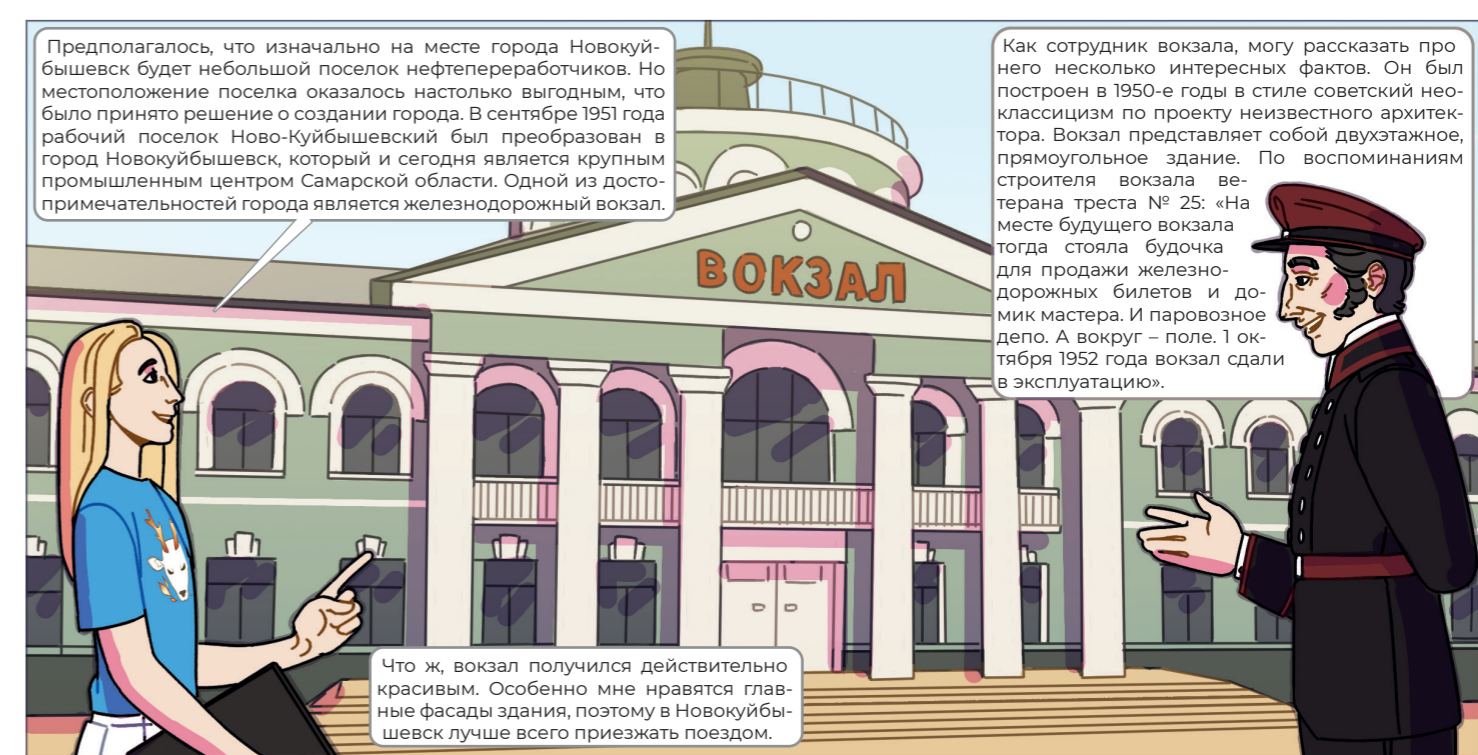 Предполагалось, что изначально на месте города Новокуй-
бышевск будет небольшой поселок нефтепереработчиков. Но
местоположение поселка оказалось настолько выгодным, что
было принято решение о создании города. В сентябре 1951 года
рабочий поселок Ново-Куйбышевский был преобразован в
город Новокуйбышевск, который и сегодня является крупным
промышленным центром Самарской области. Одной из досто-
примечательностей города является железнодорожный вокзал.
Как сотрудник вокзала, могу рассказать про
него несколько интересных фактов. Он был
построен в 1950-е годы в стиле советский нео-
классицизм по проекту неизвестного архитек-
тора. Вокзал представляет собой двухэтажное,
прямоугольное здание. По воспоминаниям
строителя вокзала ве-
терана треста № 25: «На
месте будущего вокзала
тогда стояла будочка
для продажи железно-
дорожных билетов и до-
мик мастера. И паровозное
депо. А вокруг – поле. 1 ок-
тября 1952 года вокзал сдали
в эксплуатацию».
ВОКЗАЛ
Что ж, вокзал получился действительно
красивым. Особенно мне нравятся глав-
ные фасады здания, поэтому в Новокуйбы-
шевск лучше всего приезжать поездом.